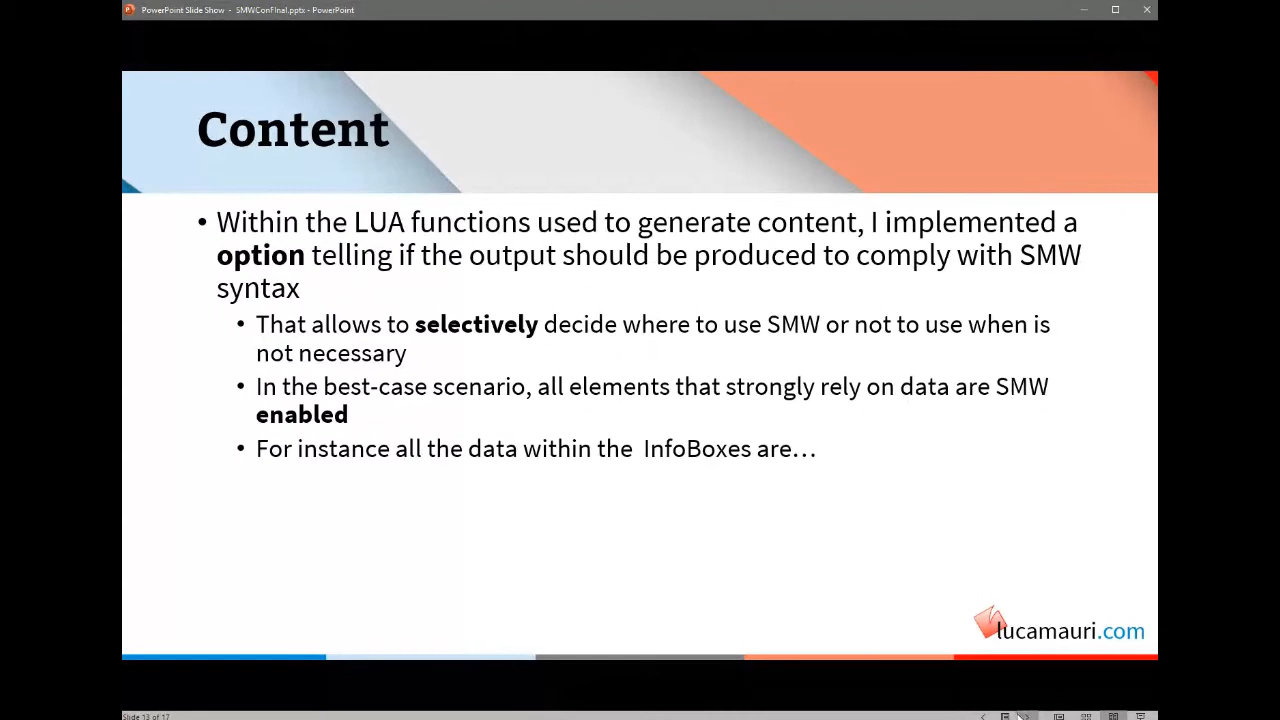 PowerPoint Slide Show - SMWConFinal.pptx - PowerPoint
Content
• Within the LUA functions used to generate content, I implemented a
option telling if the output should be produced to comply with SMW
syntax
• That allows to selectively decide where to use SMW or not to use when is
not necessary
• In the best-case scenario, all elements that strongly rely on data are SMW
enabled
• For instance all the data within the InfoBoxes are…
lucamauri.com
Slide 13 of 17